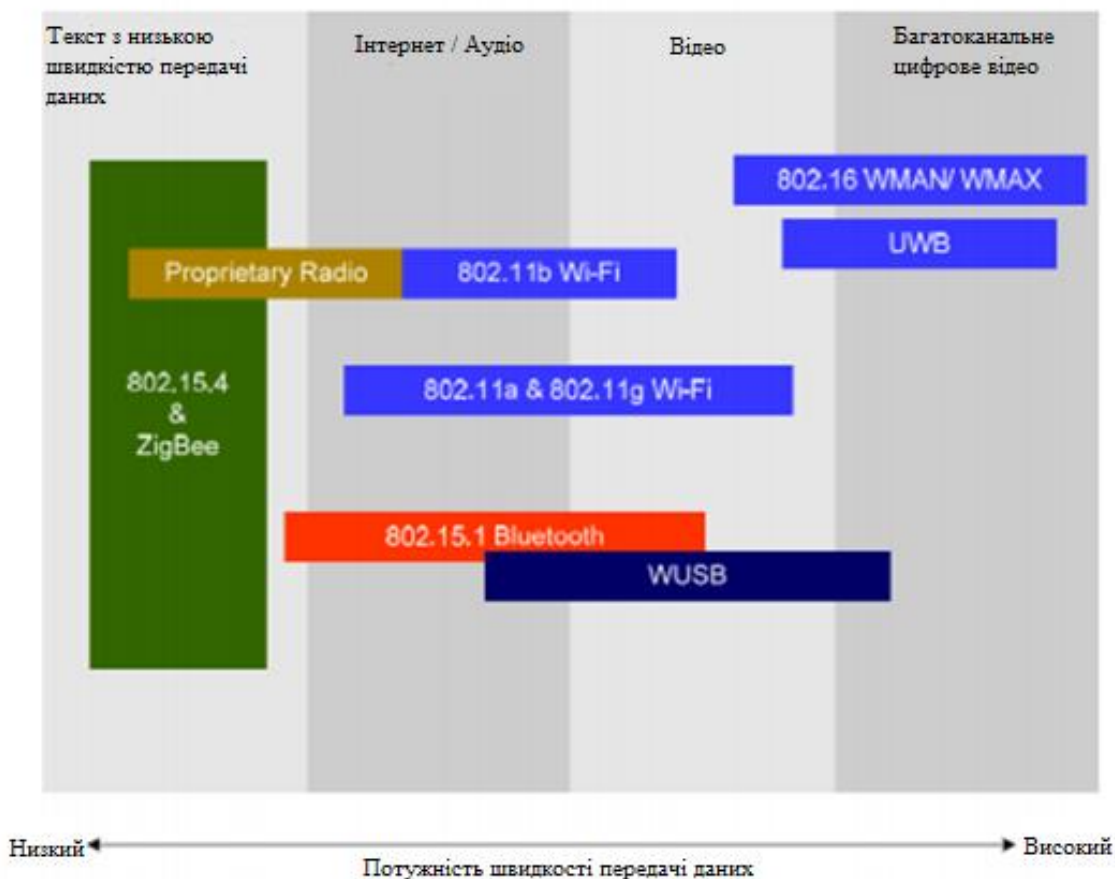 Текст з низькою
швидкістю передачі
даних
Інтернет / Аудіо
Відео
Багатоканальне
цифрове відео
802.16 WMAN/ WMAX
UWB
Proprietary Radio
802.11b Wi-Fi
802.15.4
&
ZigBee
802.11a & 802.11g Wi-Fi
802.15.1 Bluetooth
WUSB
Низкий
Високий
Потужність швидкості передачі даних